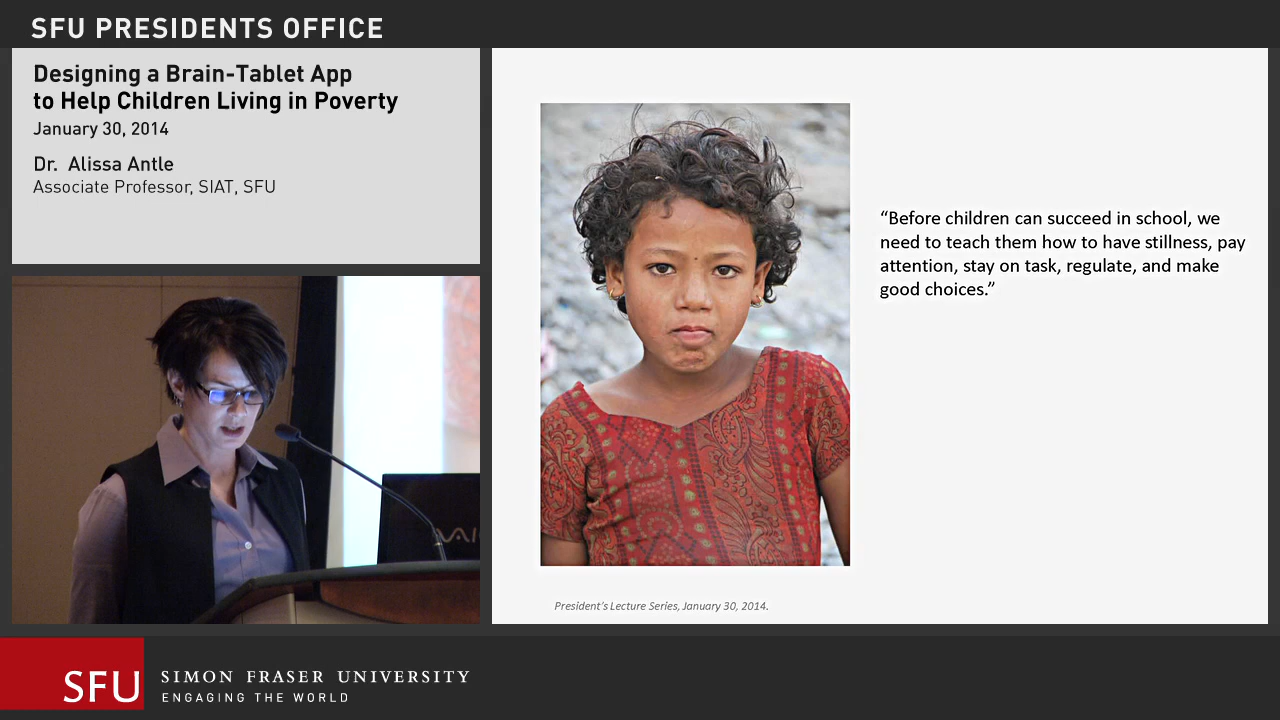 SFU PRESIDENTS OFFICE
Designing a Brain-Tablet App
to Help Children Living in Poverty
January 30, 2014
Dr. Alissa Antle
Associate Professor, SIAT, SFU
“Before children can succeed in school, we
need to teach them how to have stillness, pay
attention, stay on task, regulate, and make
good choices.”
President’s Lecture Series, January 30, 2014.
SFU
SIMON FRASER UNIVERSITY
ENGAGING THE WORLD